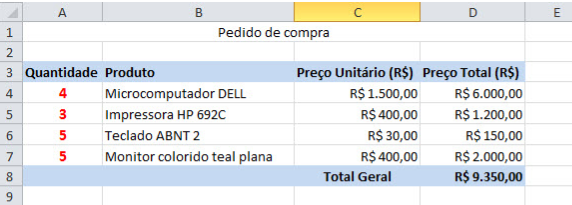 A B C D E
1 Pedido de compra
2
3 Quantidade Produto Preço Unitário (R$) Preço Total (R$)
4 4 Microcomputador DELL R$ 1.500,00 R$ 6.000,00
5 3 Impressora HP 692C R$ 400,00 R$ 1.200,00
6 5 Teclado ABNT 2 R$ 30,00 R$ 150,00
7 5 Monitor colorido teal plana R$ 400,00 R$ 2.000,00
8 Total Geral R$ 9.350,00
9